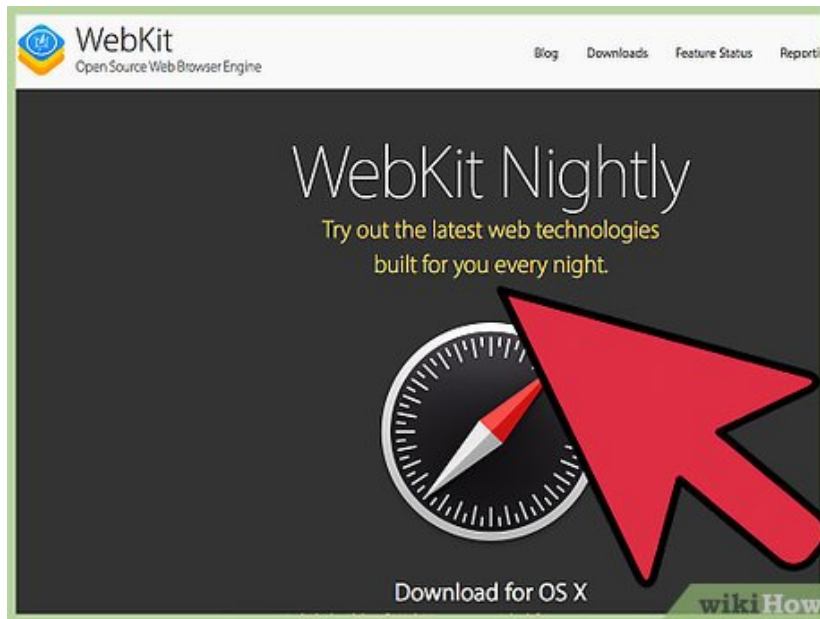 WebKit
Open Source Web Browser Engine
Blog Downloads Feature Status Reporti
WebKit Nightly
Try out the latest web technologies
built for you every night.
Download for OS X
wikiHow